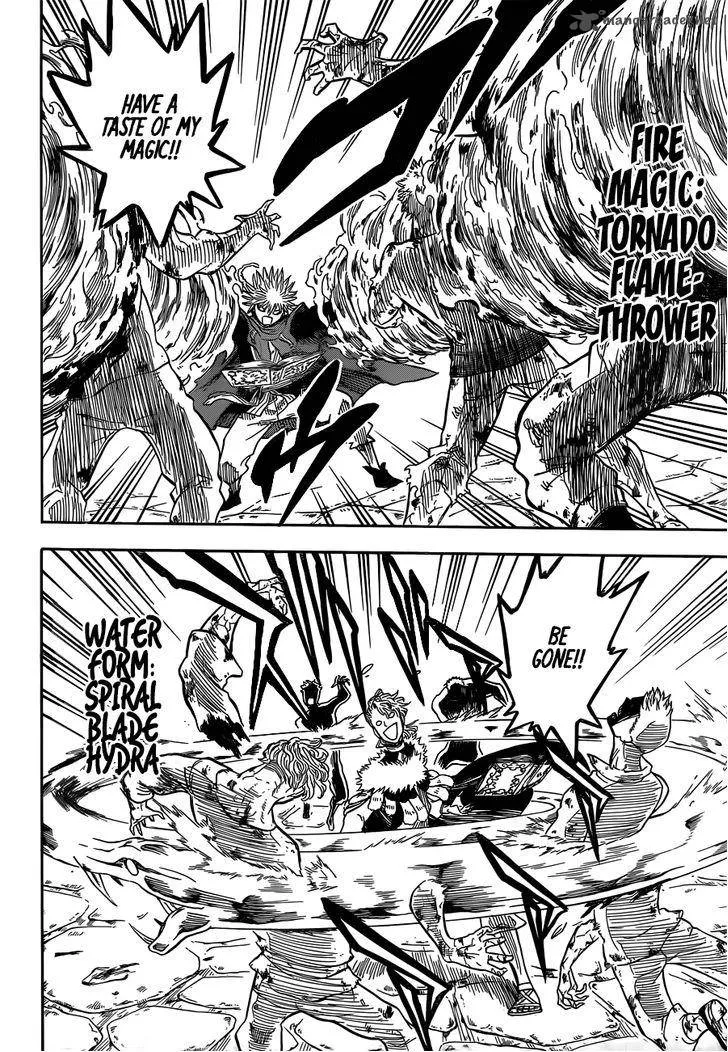 HAVE A
TASTE OF MY
MAGIC!!
FIRE
MAGIC:
TORNADO
FLAME-
THROWER
BE
GONE!!
WATER
FORM:
SPIRAL
BLADE
HYDRA